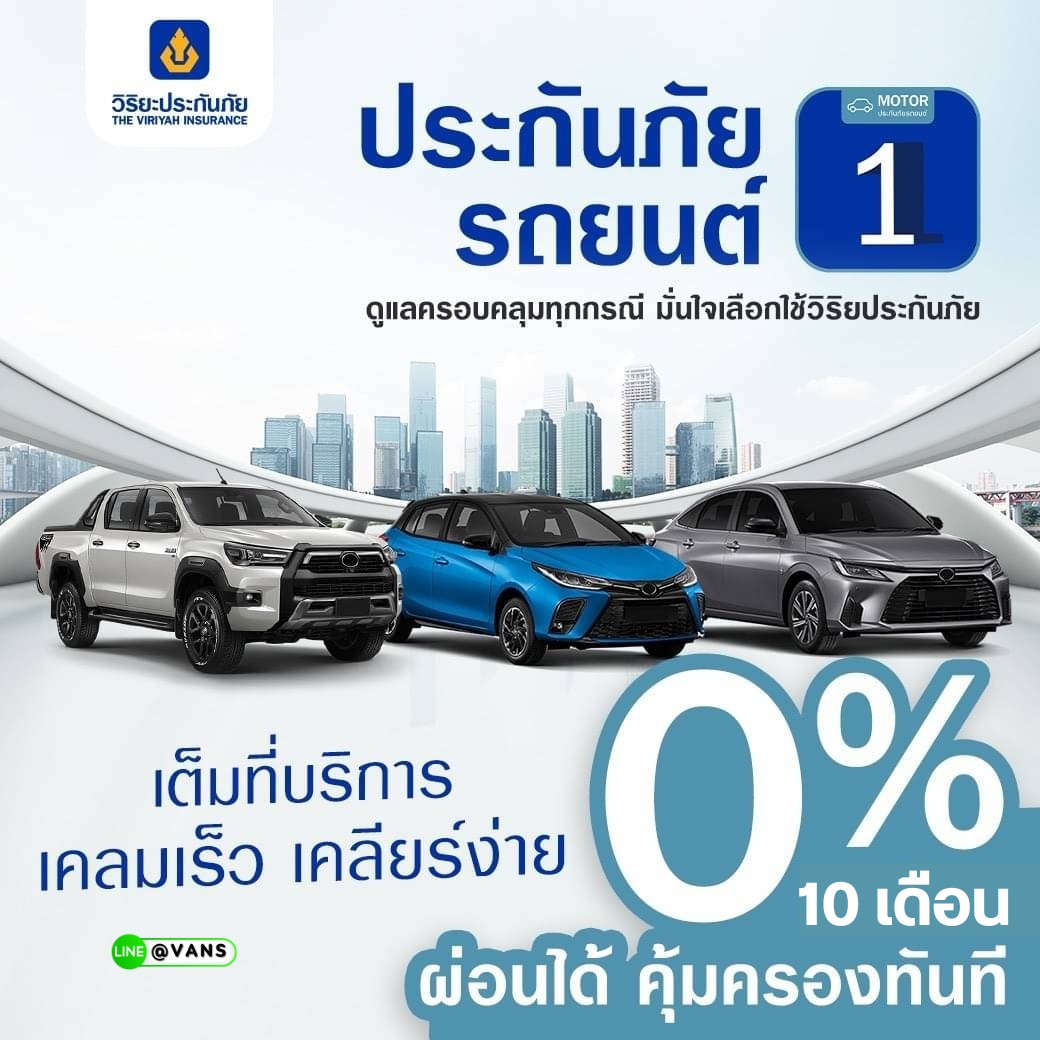 วิริยะประกันภัย
THE VIRIYAH INSURANCE
ประกันภัย
รถยนต์
MOTOR
ประกันภัยรถยนต์
1
ดูแลครอบคลุมทุกกรณี มั่นใจเลือกใช้วิริยประกันภัย
เต็มที่บริการ
เคลมเร็ว เคลียร์ง่าย
0%
10 เดือน
ผ่อนได้ คุ้มครองทันที
LINE @VANS